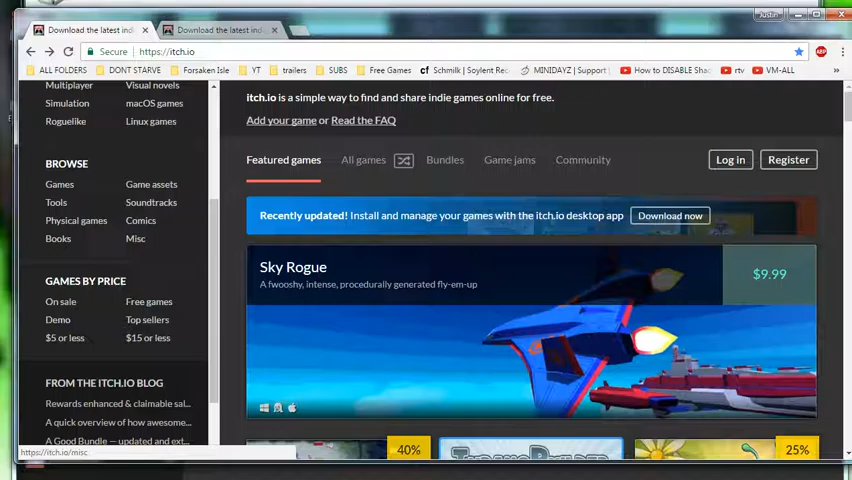 Justin
Download the latest ind
Download the latest ind
Secure https://itch.io
ALL FOLDERS DONT STARVE Forsaken Isle YT trailers SUBS Free Games Schmilk | Soylent Re MINIDAYZ | Support | How to DISABLE Sha rtv VM-ALL »
Multiplayer Visual novels
Simulation macOS games
Roguelike Linux games
BROWSE
Games Game assets
Tools Soundtracks
Physical games Comics
Books Misc
GAMES BY PRICE
On sale Free games
Demo Top sellers
$5 or less $15 or less
FROM THE ITCH.IO BLOG
Rewards enhanced & claimable sal...
A quick overview of how awesome...
A Good Bundle — updated and ext...
https://itch.io/misc
itch.io is a simple way to find and share indie games online for free.
Add your game or Read the FAQ
Featured games All games Bundles Game jams Community Log in Register
Recently updated! Install and manage your games with the itch.io desktop app Download now
Sky Rogue
A fwooshy, intense, procedurally generated fly-em-up
$9.99
40%
25%